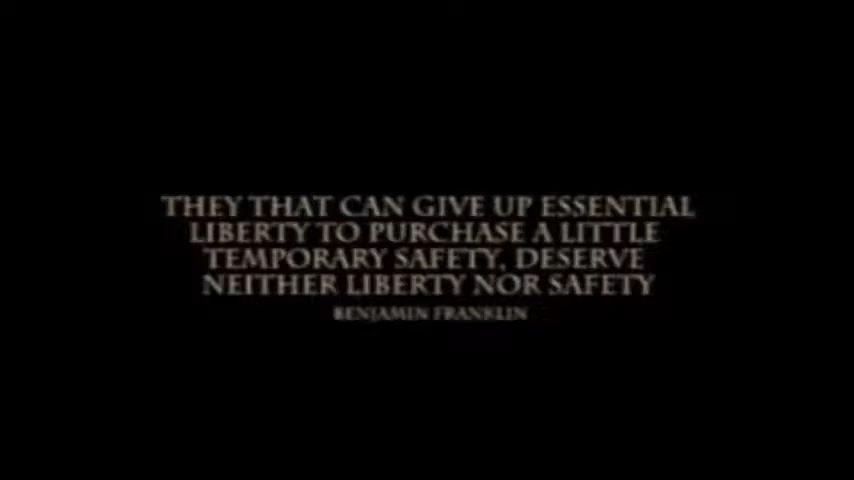 THEY THAT CAN GIVE UP ESSENTIAL
LIBERTY TO PURCHASE A LITTLE
TEMPORARY SAFETY, DESERVE
NEITHER LIBERTY NOR SAFETY
BENJAMIN FRANKLIN